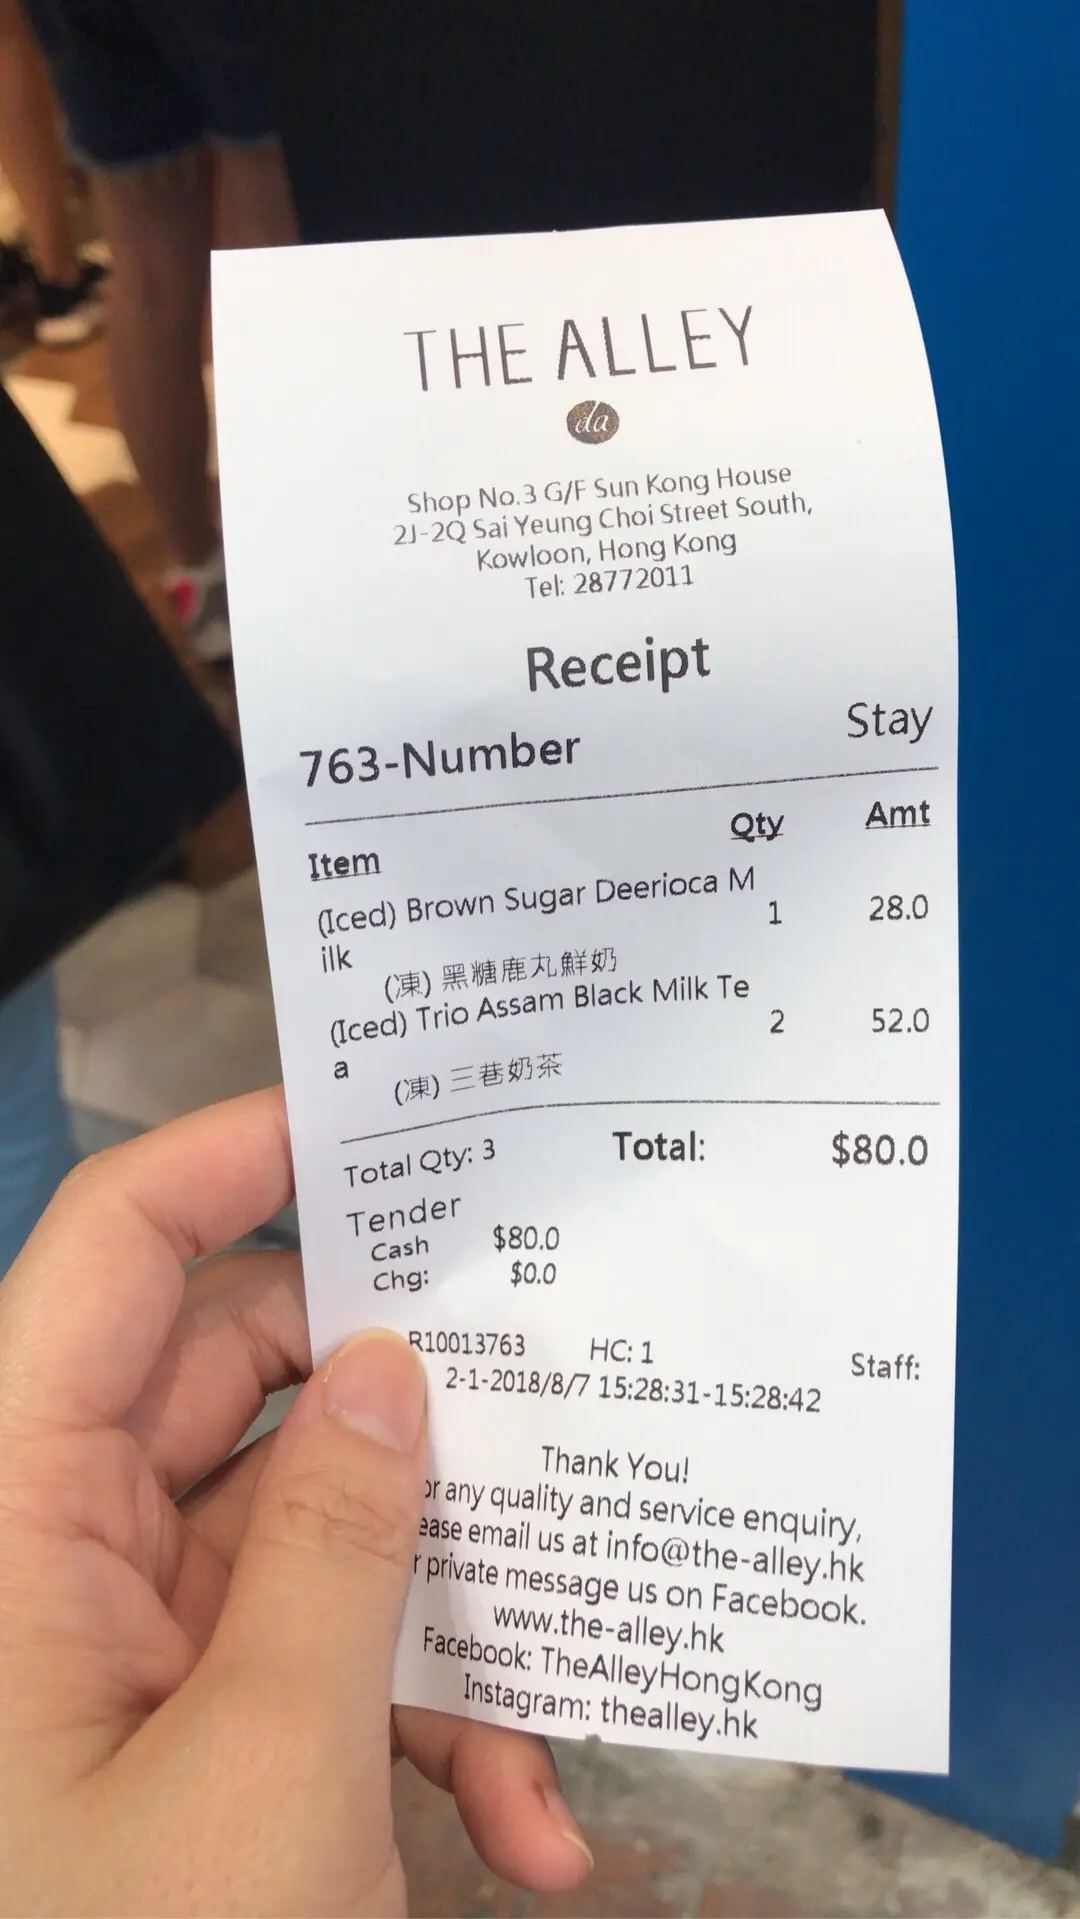 THE ALLEY
da
Shop No.3 G/F Sun Kong House
2J-2Q Sai Yeung Choi Street South,
Kowloon, Hong Kong
Tel: 28772011
Receipt
763-Number Stay
Item Qty Amt
(Iced) Brown Sugar Deerioca M
ilk 1 28.0
(凍) 黑糖鹿丸鮮奶
(Iced) Trio Assam Black Milk Te
a 2 52.0
(凍) 三巷奶茶
Total Qty: 3 Total: $80.0
Tender
Cash $80.0
Chg: $0.0
R10013763 HC: 1 Staff:
2-1-2018/8/7 15:28:31-15:28:42
Thank You!
or any quality and service enquiry,
ease email us at info@the-alley.hk
r private message us on Facebook.
www.the-alley.hk
Facebook: TheAlleyHongKong
Instagram: thealley.hk